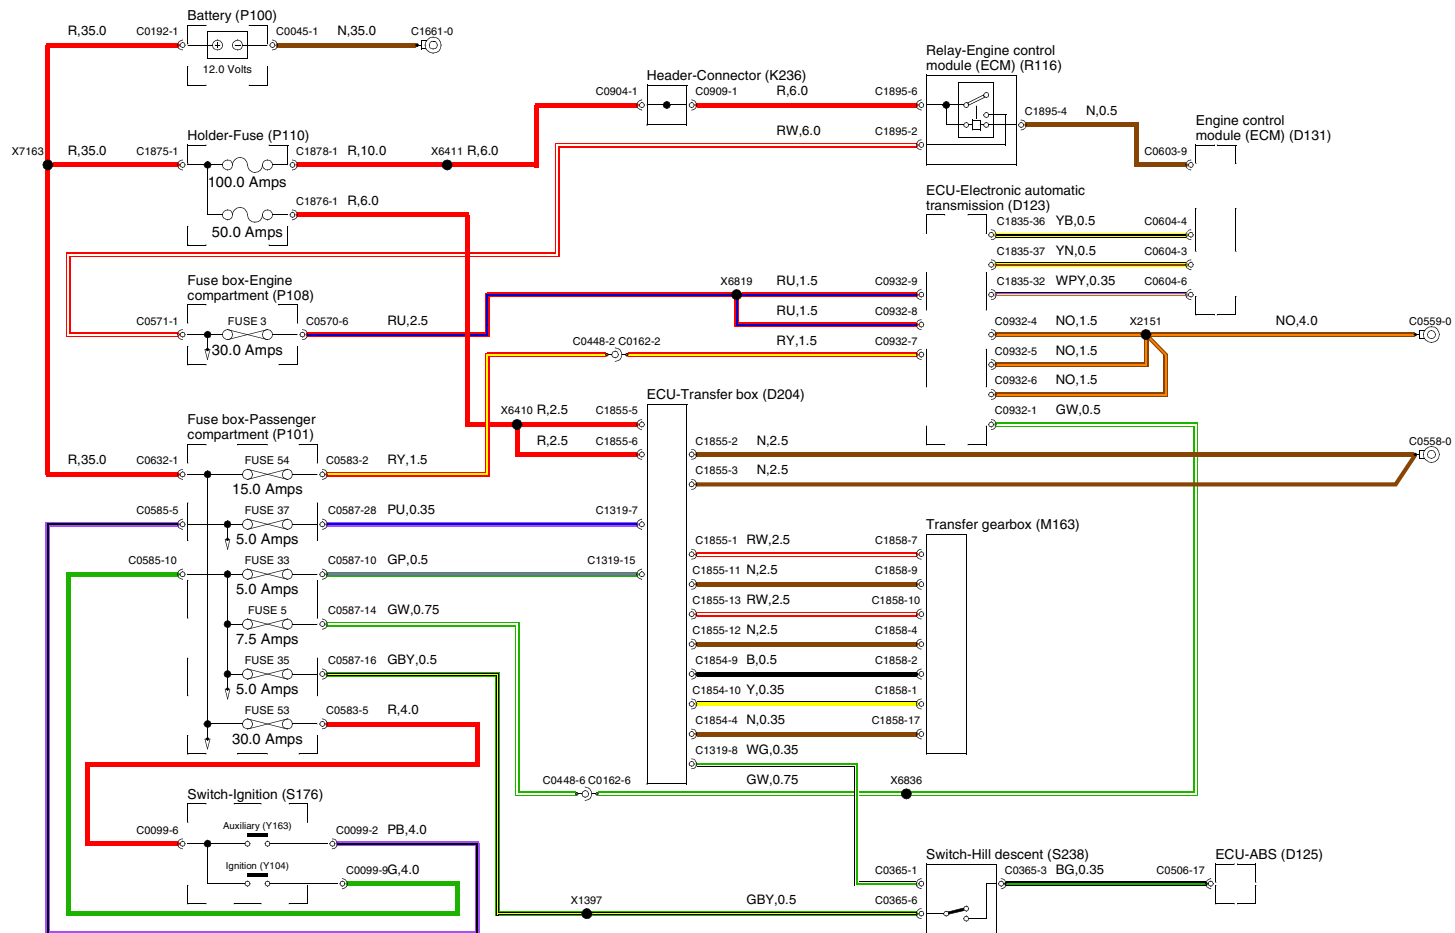 Battery (P100)
R,35.0 C0192-1 C0045-1 N,35.0 C1661-0
12.0 Volts
Relay-Engine control
module (ECM) (R116)
Header-Connector (K236)
C0904-1 C0909-1 R,6.0 C1895-6
C1895-4 N,0.5
Engine control
module (ECM) (D131)
RW,6.0 C1895-2
Holder-Fuse (P110)
X7163 R,35.0 C1875-1 C1878-1 R,10.0 X6411 R,6.0
C0603-9
100.0 Amps
C1876-1 R,6.0
50.0 Amps
ECU-Electronic automatic
transmission (D123)
C1835-36 YB,0.5 C0604-4
C1835-37 YN,0.5 C0604-3
C1835-32 WPY,0.35 C0604-6
Fuse box-Engine
compartment (P108)
X6819 RU,1.5 C0932-9
RU,1.5 C0932-8
C0571-1 FUSE 3 C0570-6 RU,2.5
30.0 Amps
C0932-4 NO,1.5 X2151 NO,4.0 C0559-0
C0448-2 C0162-2 RY,1.5 C0932-7
C0932-5 NO,1.5
C0932-6 NO,1.5
C0932-1 GW,0.5
ECU-Transfer box (D204)
X6410 R,2.5 C1855-5
R,2.5 C1855-6
C1855-2 N,2.5 C0558-0
C1855-3 N,2.5
Fuse box-Passenger
compartment (P101)
R,35.0 C0632-1 FUSE 54 C0583-2 RY,1.5
15.0 Amps
C0585-5 FUSE 37 C0587-28 PU,0.35 C1319-7
5.0 Amps
C0585-10 FUSE 33 C0587-10 GP,0.5 C1319-15
5.0 Amps
FUSE 5 C0587-14 GW,0.75
7.5 Amps
FUSE 35 C0587-16 GBY,0.5
5.0 Amps
FUSE 53 C0583-5 R,4.0
30.0 Amps
Transfer gearbox (M163)
C1855-1 RW,2.5 C1858-7
C1855-11 N,2.5 C1858-9
C1855-13 RW,2.5 C1858-10
C1855-12 N,2.5 C1858-4
C1854-9 B,0.5 C1858-2
C1854-10 Y,0.35 C1858-1
C1854-4 N,0.35 C1858-17
C1319-8 WG,0.35
C0448-6 C0162-6 GW,0.75 X6836
Switch-Ignition (S176)
C0099-6 Auxiliary (Y163) C0099-2 PB,4.0
Ignition (Y104) C0099-9 G,4.0
Switch-Hill descent (S238)
ECU-ABS (D125)
C0365-1 C0365-3 BG,0.35 C0506-17
X1397 GBY,0.5 C0365-6